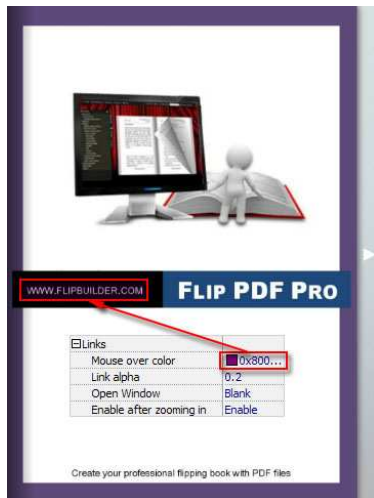 WWW.FLIPBUILDER.COM FLIP PDF PRO
Links
Mouse over color 0x800...
Link alpha 0.2
Open Window Blank
Enable after zooming in Enable
Create your professional flipping book with PDF files